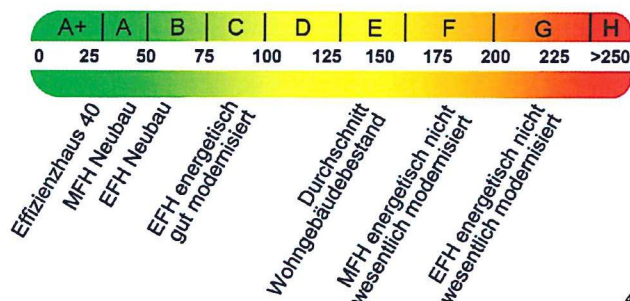 A+ A B C D E F G H
0 25 50 75 100 125 150 175 200 225 >250
Effizienzhaus 40
MFH Neubau
EFH Neubau
EFH energetisch
gut modernisiert
Durchschnitt
Wohngebäudebestand
MFH energetisch nicht
wesentlich modernisiert
EFH energetisch nicht
wesentlich modernisiert